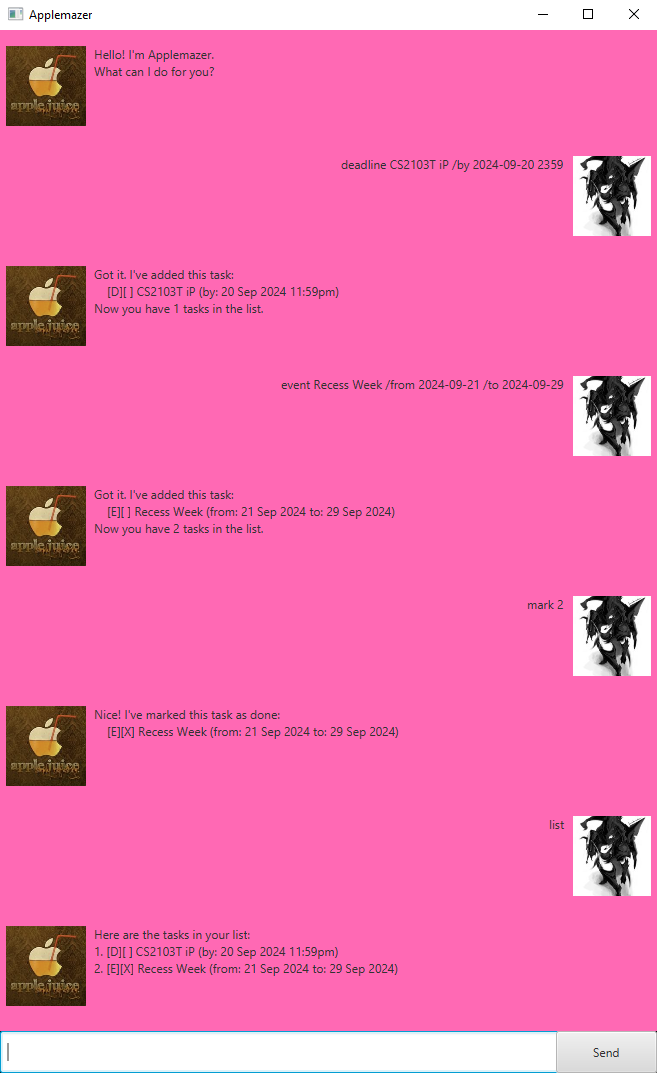 Applemazer
Hello! I'm Applemazer.
What can I do for you?
apple juice
deadline CS2103T iP /by 2024-09-20 2359
Got it. I've added this task:
[D][ ] CS2103T iP (by: 20 Sep 2024 11:59pm)
Now you have 1 tasks in the list.
apple juice
event Recess Week /from 2024-09-21 /to 2024-09-29
Got it. I've added this task:
[E][ ] Recess Week (from: 21 Sep 2024 to: 29 Sep 2024)
Now you have 2 tasks in the list.
apple juice
mark 2
Nice! I've marked this task as done:
[E][X] Recess Week (from: 21 Sep 2024 to: 29 Sep 2024)
apple juice
list
Here are the tasks in your list:
1. [D][ ] CS2103T iP (by: 20 Sep 2024 11:59pm)
2. [E][X] Recess Week (from: 21 Sep 2024 to: 29 Sep 2024)
apple juice
Send